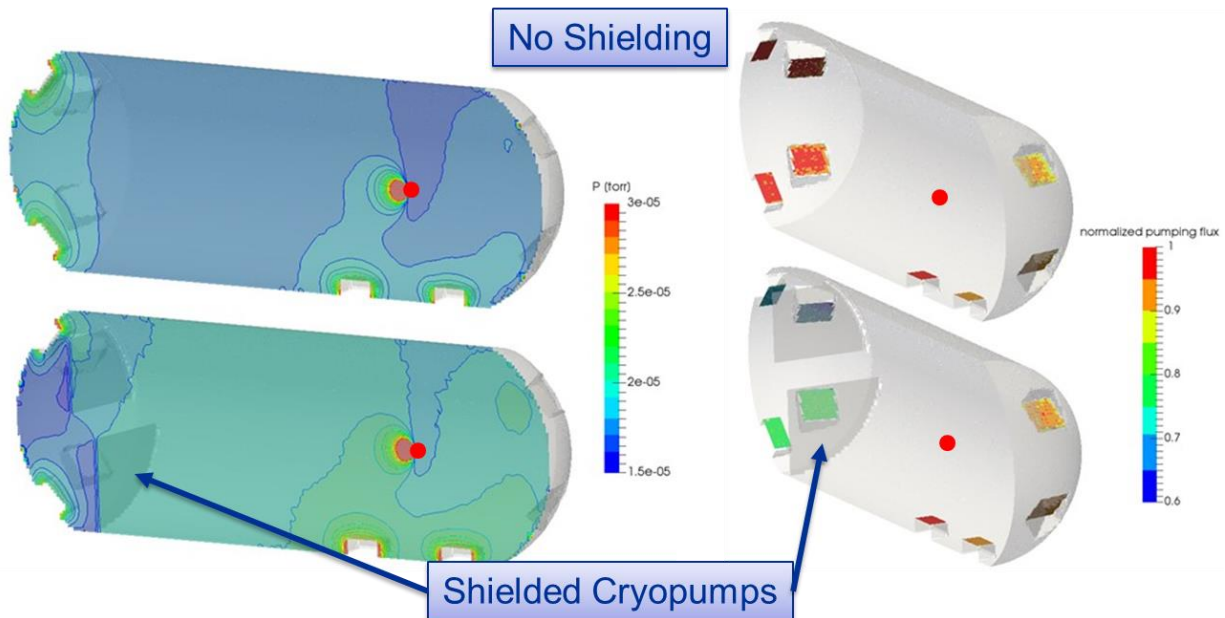 No Shielding
P (torr)
3e-05
2.5e-05
2e-05
1.5e-05
normalized pumping flux
1
0.9
0.8
0.7
0.6
Shielded Cryopumps